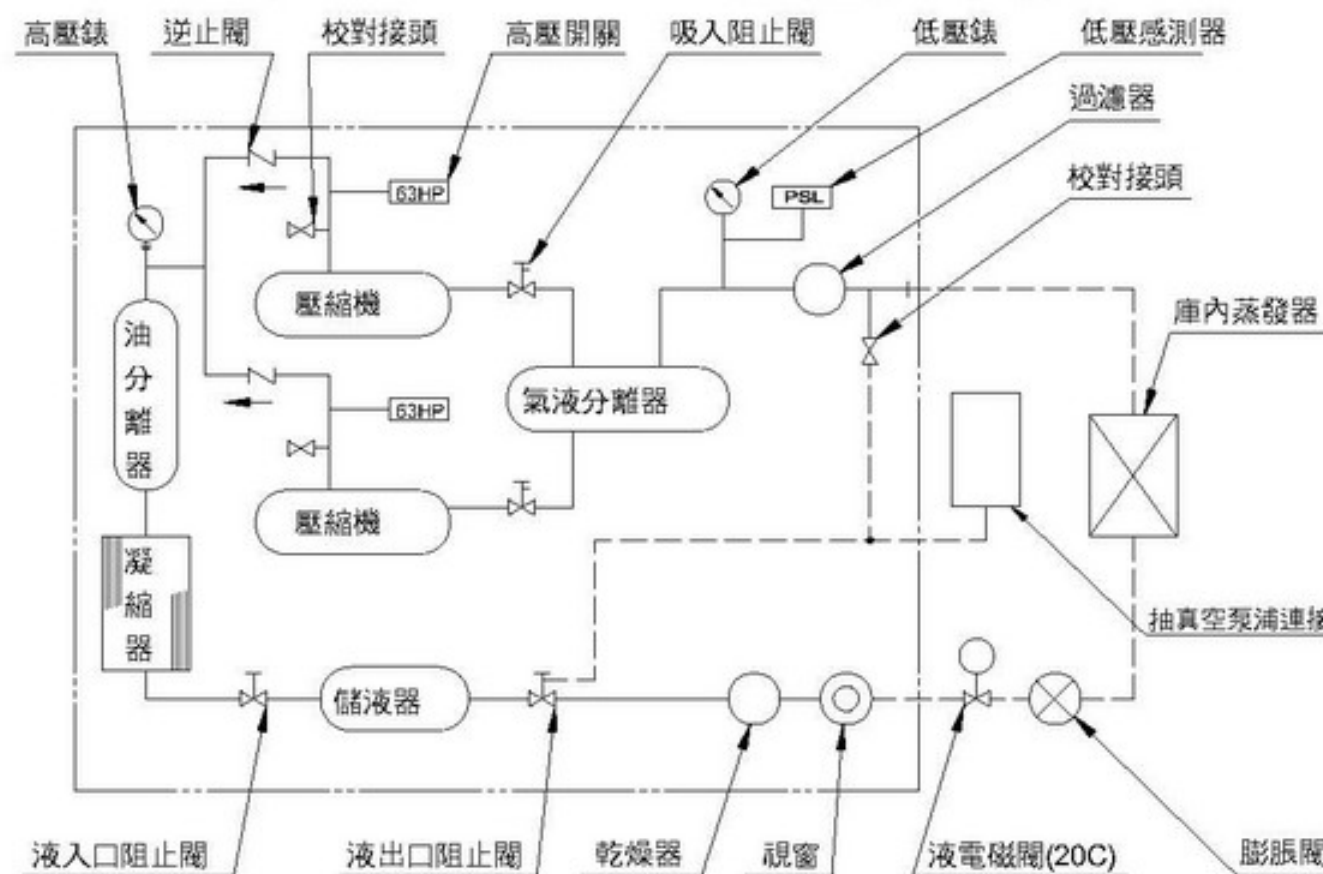 高壓錶
逆止閥
校對接頭
高壓開關
吸入阻止閥
低壓錶
低壓感測器
過濾器
校對接頭
63HP
PSL
壓縮機
庫內蒸發器
油分離器
氣液分離器
63HP
壓縮機
凝縮器
抽真空泵浦連接
儲液器
液入口阻止閥
液出口阻止閥
乾燥器
視窗
液電磁閥(20C)
膨脹閥